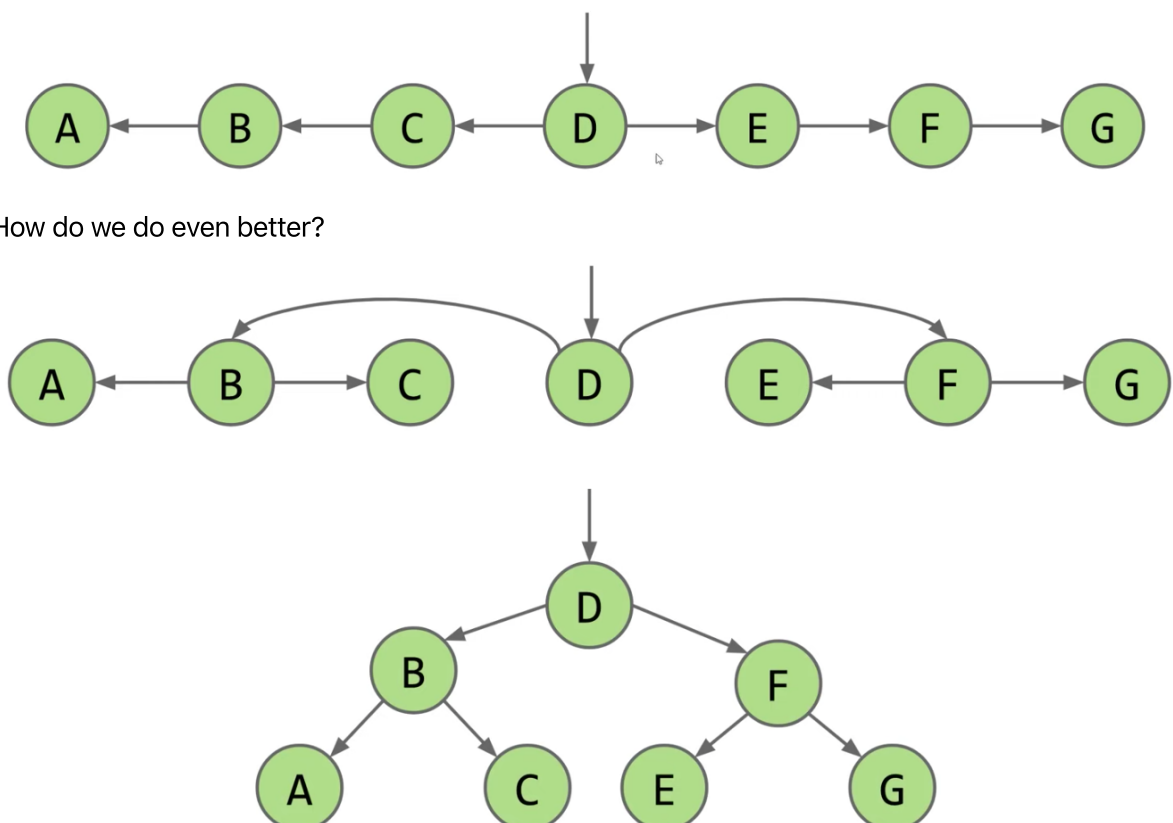 A B C D E F G
How do we do even better?
A B C D E F G
D
B F
A C E G